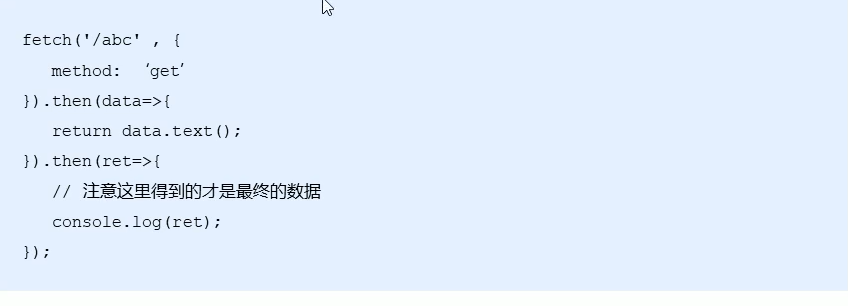 fetch('/abc' , {
method: ‘get’
}).then(data=>{
return data.text();
}).then(ret=>{
// 注意这里得到的才是最终的数据
console.log(ret);
});